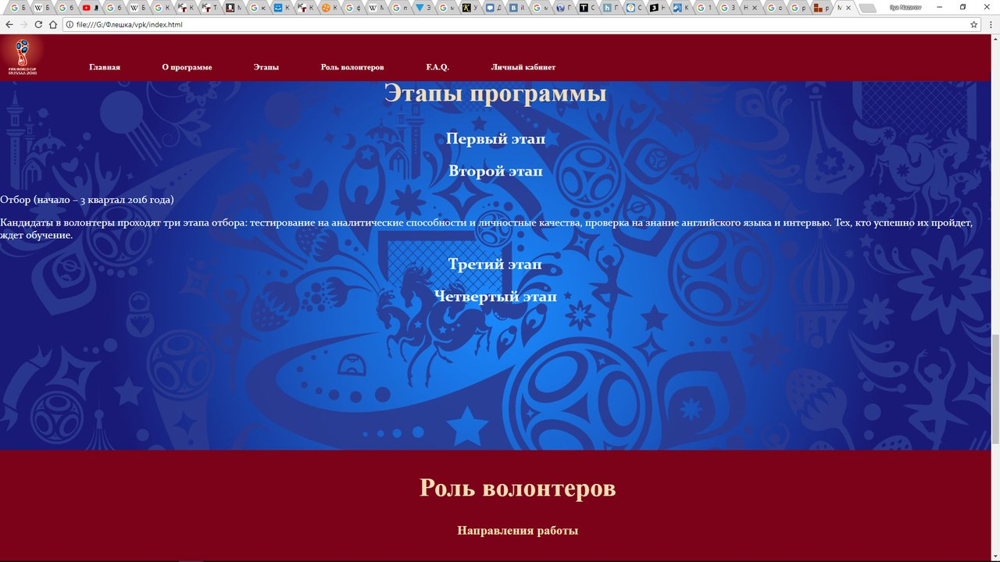 Ilya Nazarov
file:///G:/Флешка/vpk/index.html
FIFA WORLD CUP
RUSSIA 2018
Главная О программе Этапы Роль волонтеров F.A.Q. Личный кабинет
Этапы программы
Первый этап
Второй этап
Отбор (начало – 3 квартал 2016 года)
Кандидаты в волонтеры проходят три этапа отбора: тестирование на аналитические способности и личностные качества, проверка на знание английского языка и интервью. Тех, кто успешно их пройдет,
ждет обучение.
Третий этап
Четвертый этап
Роль волонтеров
Направления работы